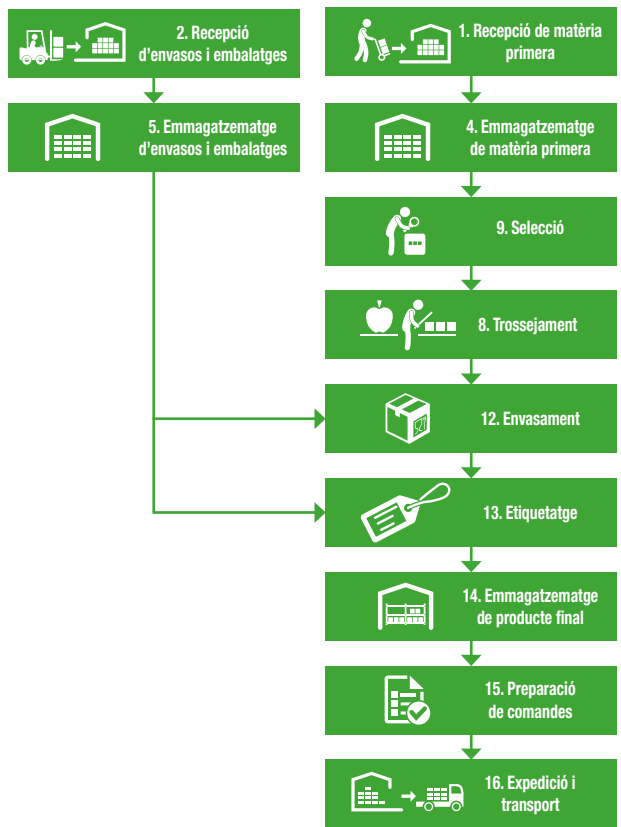 2. Recepció
d'envasos i embalatges
1. Recepció de matèria
primera
5. Emmagatzematge
d'envasos i embalatges
4. Emmagatzematge
de matèria primera
9. Selecció
8. Trossejament
12. Envasament
13. Etiquetatge
14. Emmagatzematge
de producte final
15. Preparació
de comandes
16. Expedició i
transport